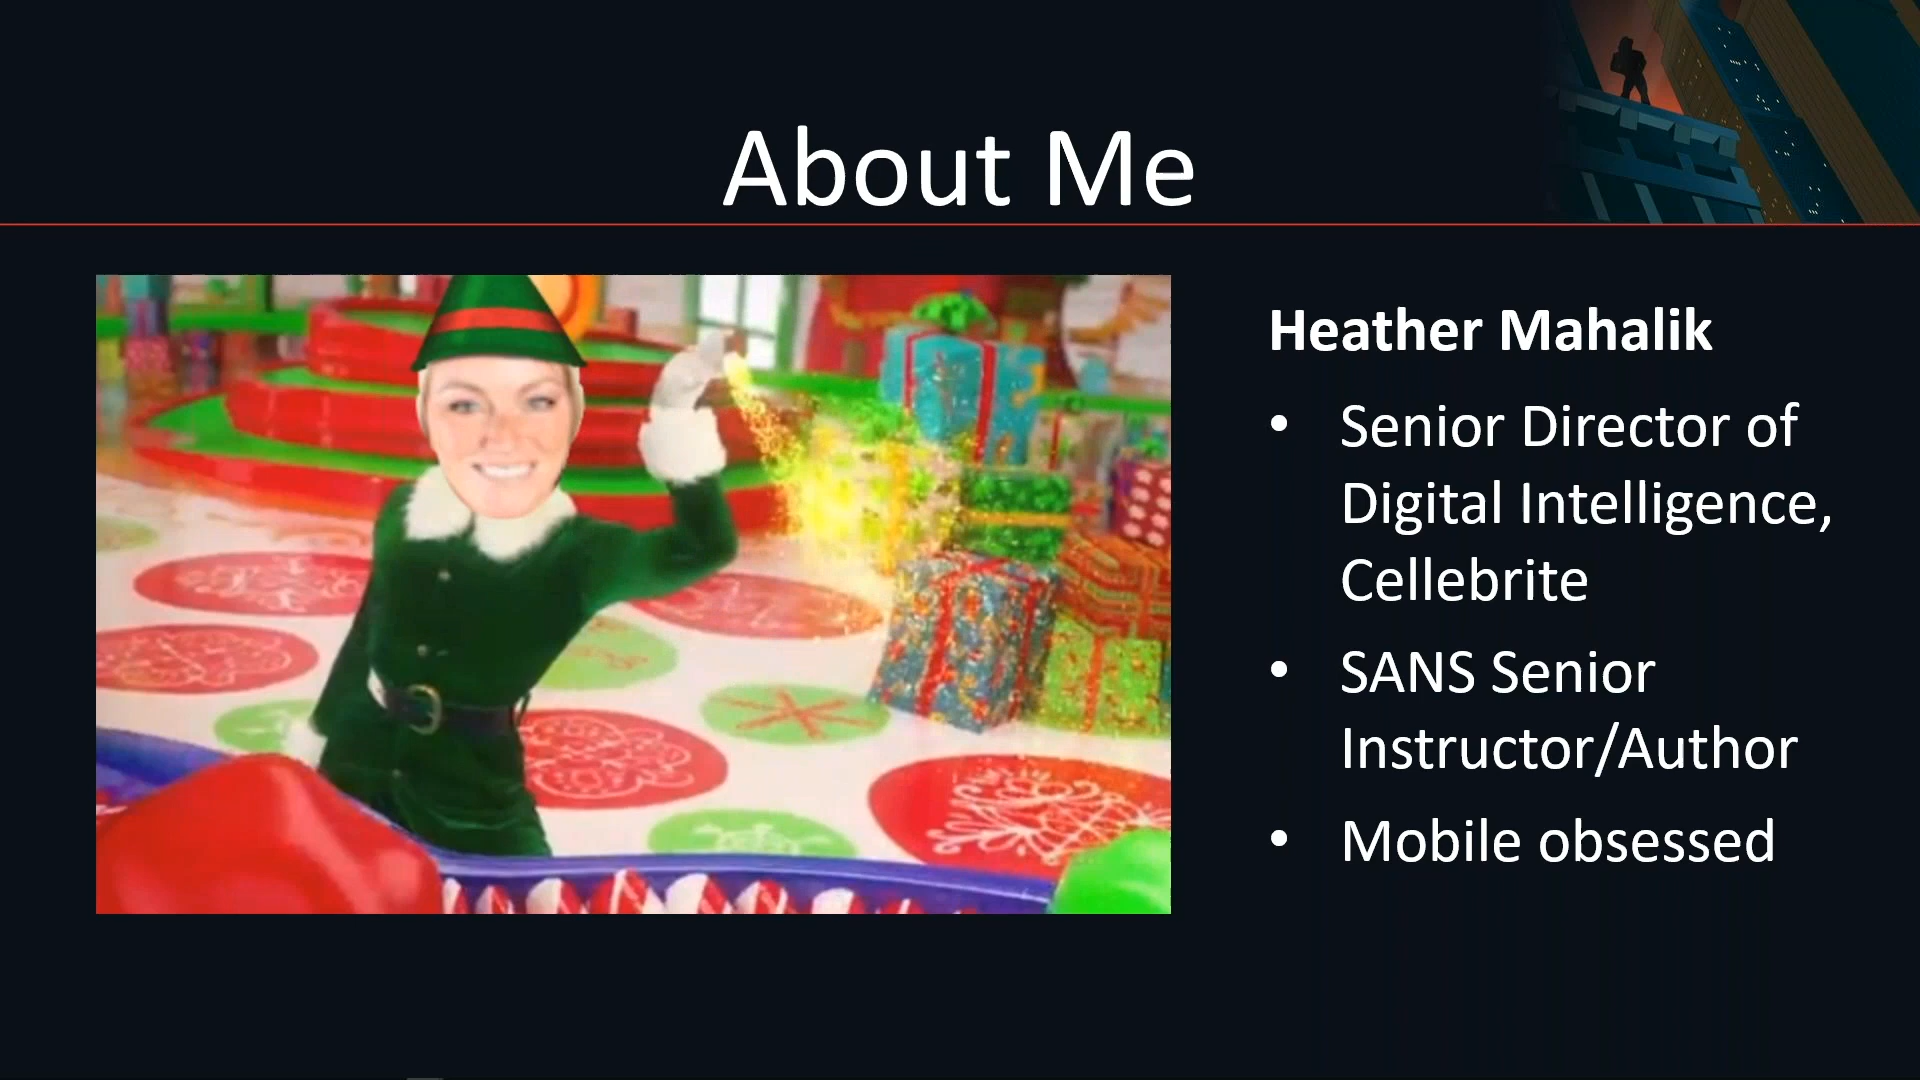 About Me
Heather Mahalik
• Senior Director of
Digital Intelligence,
Cellebrite
• SANS Senior
Instructor/Author
• Mobile obsessed